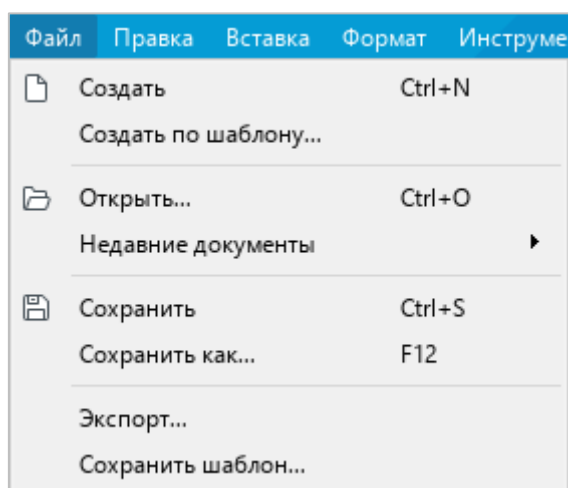 Файл Правка Вставка Формат Инструме
Создать Ctrl+N
Создать по шаблону...
Открыть... Ctrl+O
Недавние документы
Сохранить Ctrl+S
Сохранить как... F12
Экспорт...
Сохранить шаблон...